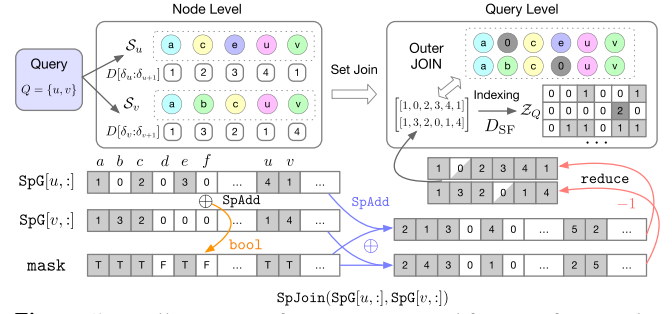 Node Level
Query Level
Query
Q = {u, v}
S_u
a c e u v
D[δ_u:δ_{u+1}] 1 2 3 4 1
S_v
a b c u v
D[δ_v:δ_{v+1}] 1 3 2 1 4
Set Join
Outer
JOIN
a 0 c e u v
a b c 0 u v
[[1, 0, 2, 3, 4, 1]
[1, 3, 2, 0, 1, 4]]
Indexing
D_SF
Z_Q
0 0 1 0 0 1
0 0 0 0 2 0
0 1 1 0 1 1
...
a b c d e f u v
SpG[u,:] 1 0 2 0 3 0 ... 4 1 ...
⊕ SpAdd
SpG[v,:] 1 3 2 0 0 0 ... 1 4 ...
bool
mask T T T F T F ... T T ...
SpAdd
⊕
1 0 2 3 4 1
1 3 2 0 1 4
reduce
-1
2 1 3 0 4 0 ... 5 2 ...
2 4 3 0 1 0 ... 2 5 ...
SpJoin(SpG[u,:],SpG[v,:])